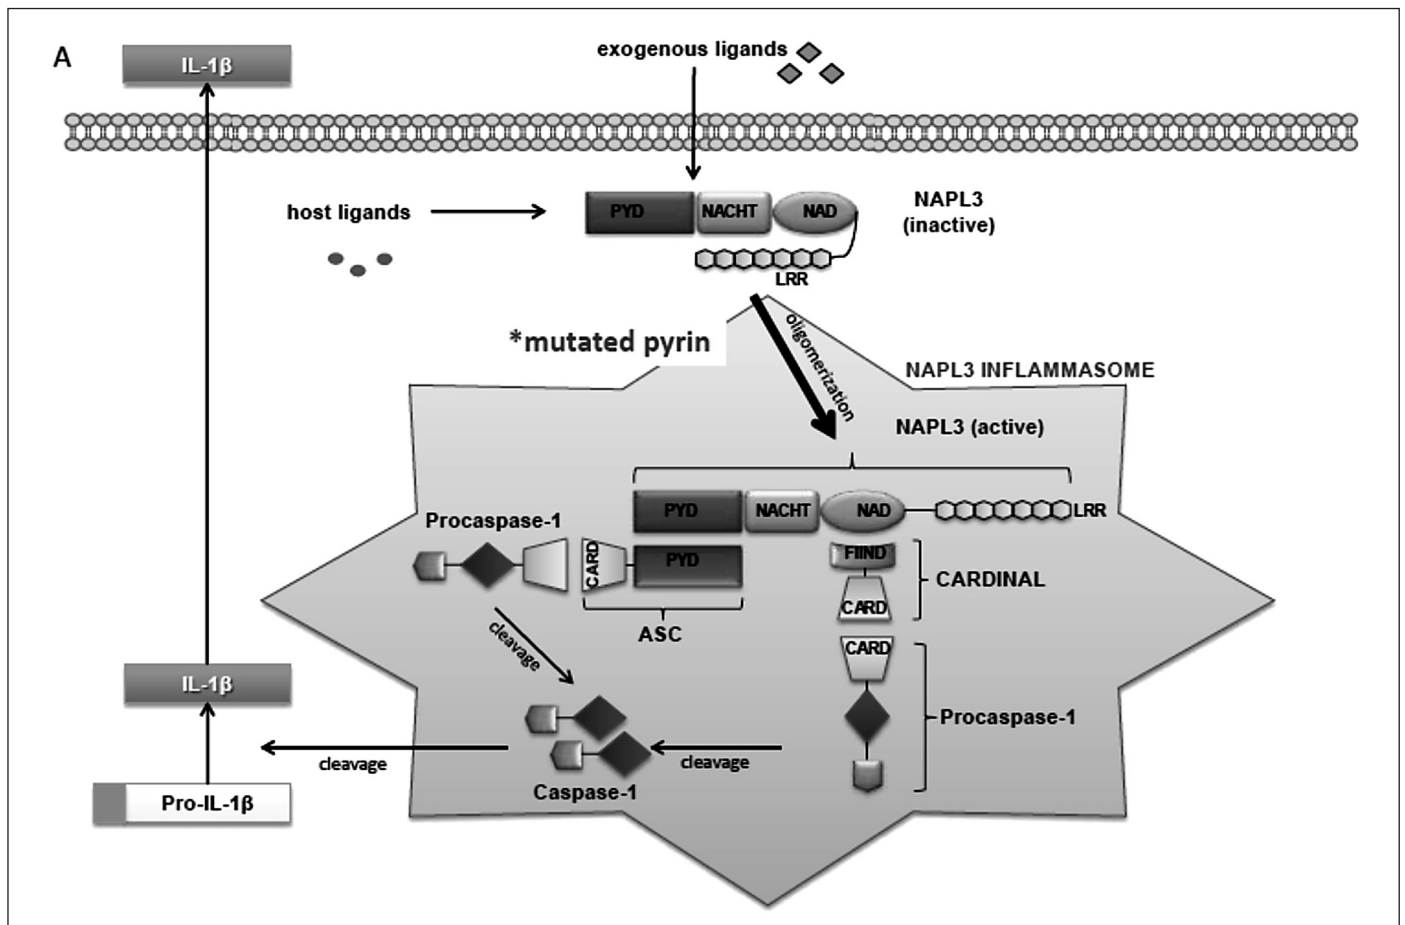 A
IL-1β
exogenous ligands
host ligands
PYD
NACHT
NAD
NAPL3
(inactive)
LRR
*mutated pyrin
oligomerization
NAPL3 INFLAMMASOME
NAPL3 (active)
PYD
NACHT
NAD
LRR
Procaspase-1
CARD
PYD
FIIND
CARD
CARDINAL
ASC
cleavage
CARD
Procaspase-1
IL-1β
cleavage
cleavage
Caspase-1
Pro-IL-1β